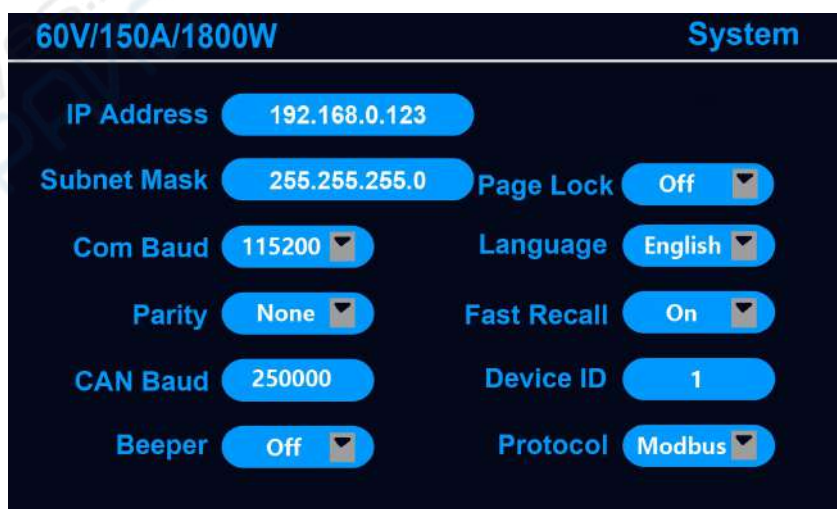 60V/150A/1800W System
IP Address 192.168.0.123
Subnet Mask 255.255.255.0 Page Lock Off
Com Baud 115200 Language English
Parity None Fast Recall On
CAN Baud 250000 Device ID 1
Beeper Off Protocol Modbus